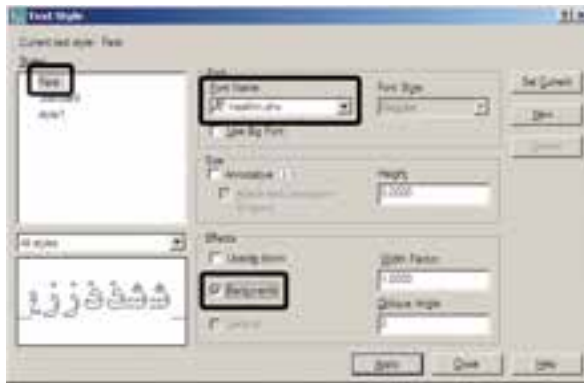 Text Style
Current text style: Farsi
Styles:
Farsi
Standard
style1
All styles
Font
Font Name:
Font Style:
Regular
Use Big Font
Size
Annotative
Height
0.0000
Effects
Upside down
Backwards
Vertical
Width Factor:
1.0000
Oblique Angle:
0
Set Current
New
Delete
Apply
Close
Help